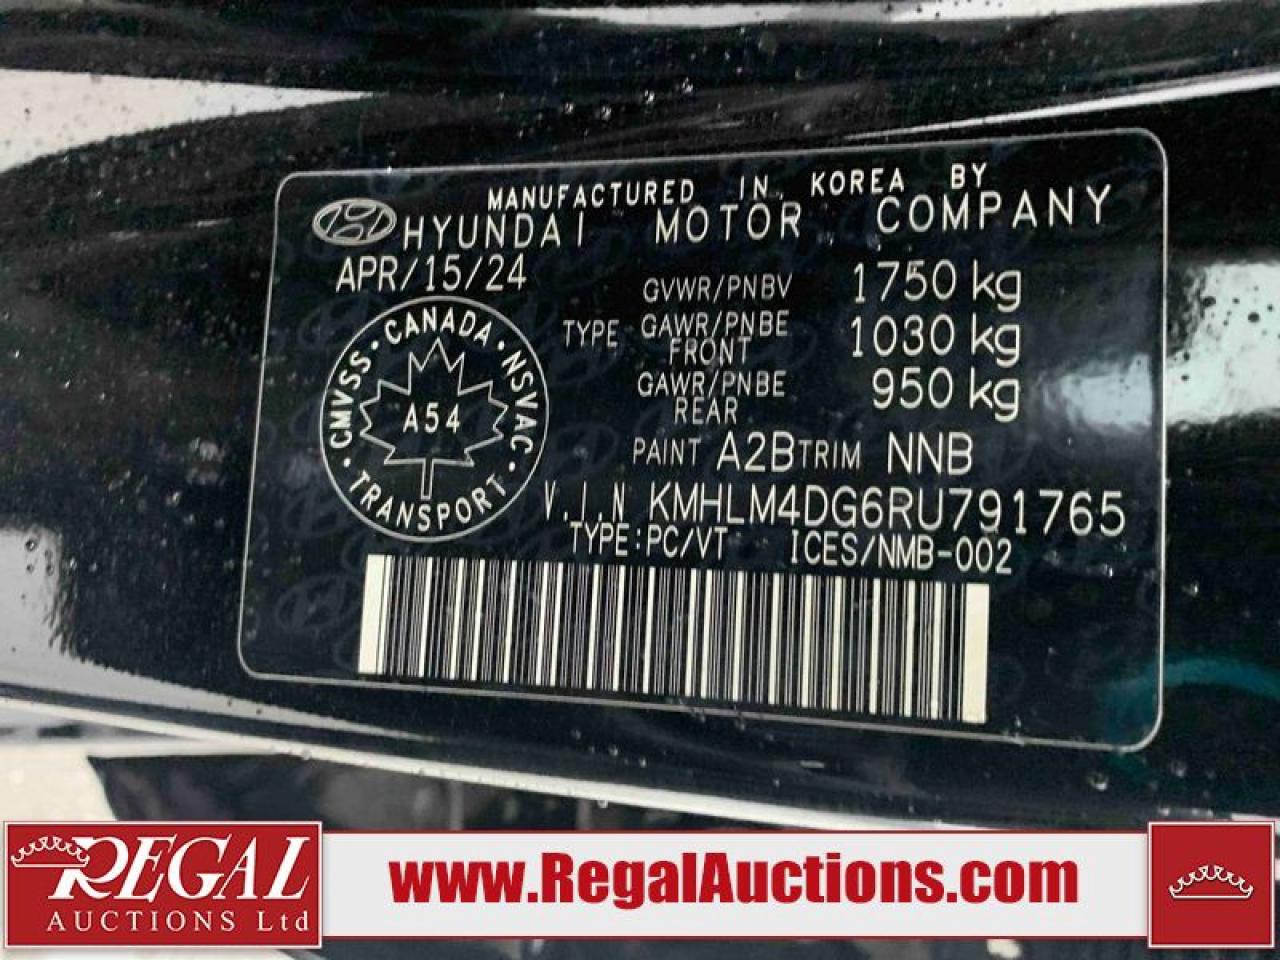 MANUFACTURED IN KOREA BY
HYUNDAI MOTOR COMPANY
APR/15/24
GVWR/PNBV 1750 kg
TYPE GAWR/PNBE FRONT 1030 kg
GAWR/PNBE REAR 950 kg
CMVSS · CANADA · NSVAC · TRANSPORT ·
A54
PAINT A2B TRIM NNB
V.I.N KMHLM4DG6RU791765
TYPE:PC/VT ICES/NMB-002
REGAL
AUCTIONS Ltd
www.RegalAuctions.com